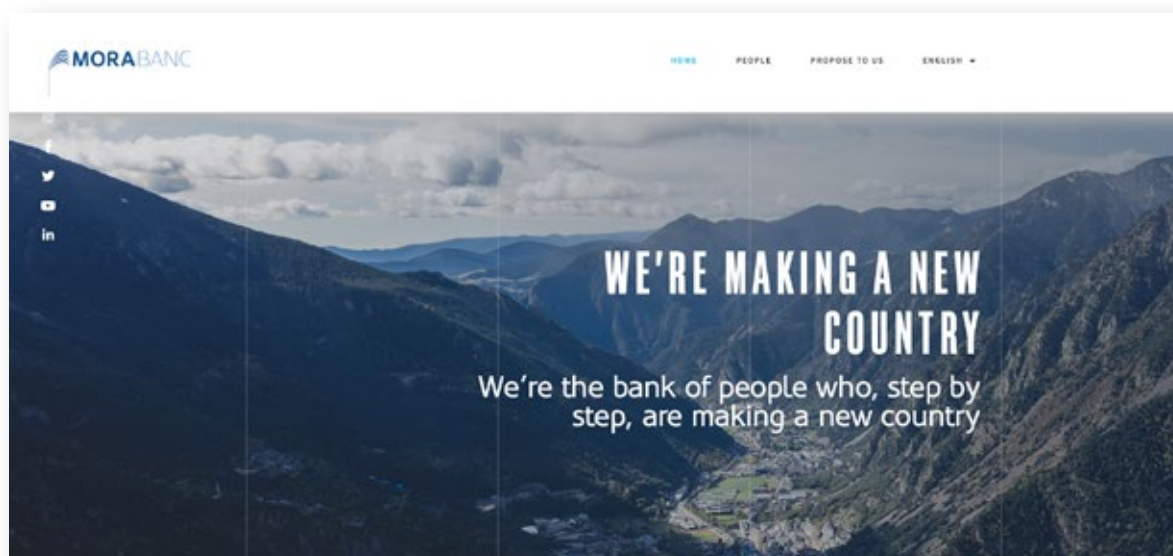 MORABANC
HOME PEOPLE PROPOSE TO US ENGLISH
in
WE'RE MAKING A NEW
COUNTRY
We're the bank of people who, step by
step, are making a new country